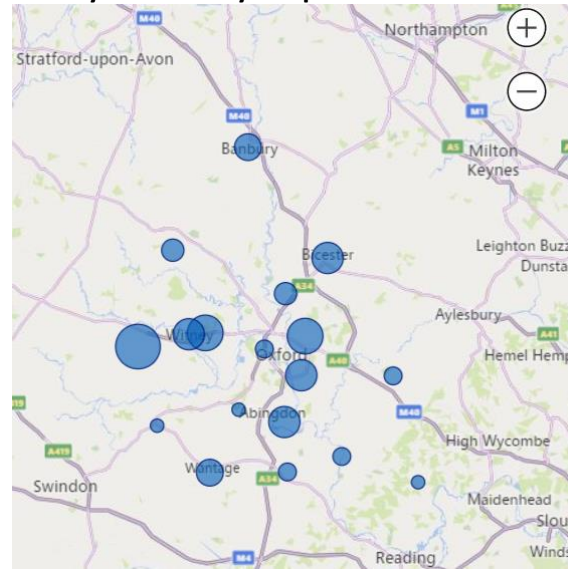 M40
Northampton
+
Stratford-upon-Avon
−
M1
M40
Banbury
A5
Milton
Keynes
Bicester
Leighton Buzz
Dunsta
A34
Aylesbury
A41
Witney
Oxford
Hemel Hemp
A40
A419
Abingdon
M40
High Wycombe
A419
Wantage
A34
Swindon
Maidenhead
Slou
M4
Reading
Winds